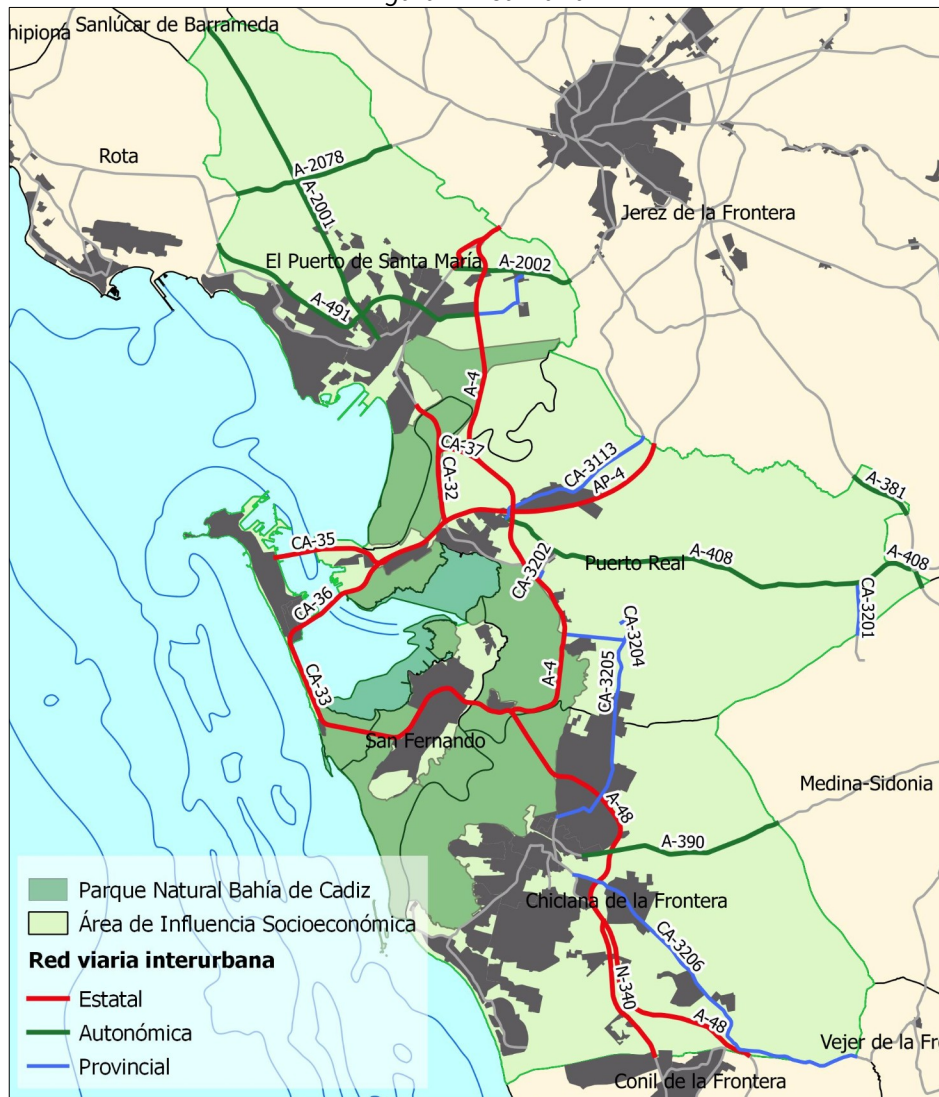 hipiona
Sanlúcar de Barrameda
Rota
A-2078
A-2001
Jerez de la Frontera
El Puerto de Santa María
A-2002
A-491
A-4
CA-37
CA-32
CA-3113
AP-4
A-381
CA-35
CA-3202
Puerto Real
A-408
A-408
CA-36
CA-3201
CA-3204
CA-3205
CA-33
A-4
San Fernando
Medina-Sidonia
A-48
A-390
Chiclana de la Frontera
CA-3206
N-340
A-48
Vejer de la Fro
Conil de la Frontera
Parque Natural Bahía de Cadiz
Área de Influencia Socioeconómica
Red viaria interurbana
Estatal
Autonómica
Provincial